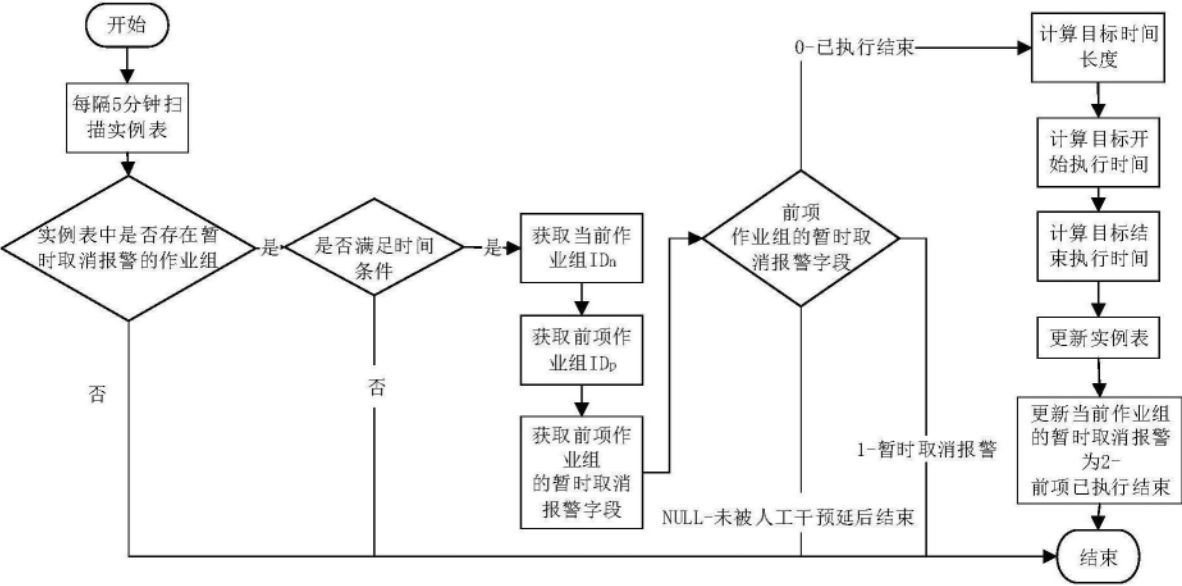 开始
每隔5分钟扫
描实例表
实例表中是否存在暂
时取消报警的作业组
是
否
是否满足时间
条件
是
否
获取当前作
业组IDn
获取前项作
业组IDp
获取前项作
业组
的暂时取消
报警字段
前项
作业组的暂时取
消报警字段
0-已执行结束
1-暂时取消报警
NULL-未被人工干预延后结束
计算目标时间
长度
计算目标开
始执行时间
计算目标结
束执行时间
更新实例表
更新当前作业组
的暂时取消报警
为2-
前项已执行结束
结束